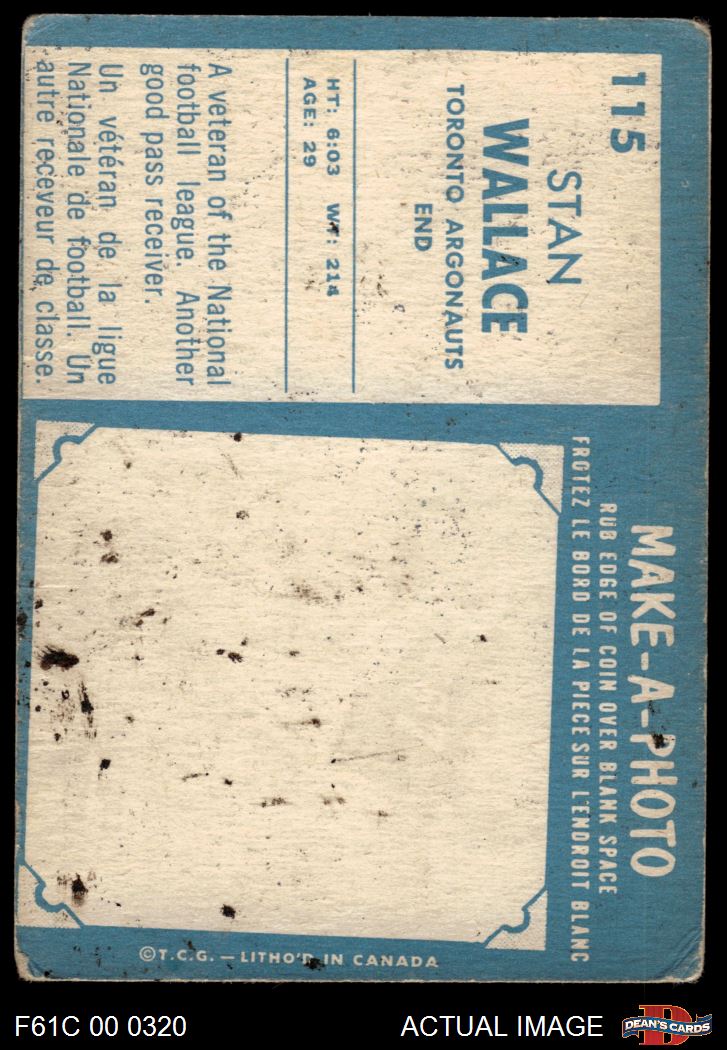 115
STAN
WALLACE
TORONTO ARGONAUTS
END
HT: 6:03 WT: 214
AGE: 29
A veteran of the National
football league. Another
good pass receiver.
Un vétéran de la ligue
Nationale de football. Un
autre receveur de classe.
MAKE-A-PHOTO
RUB EDGE OF COIN OVER BLANK SPACE
FROTEZ LE BORD DE LA PIECE SUR L'ENDROIT BLANC
©T.C.G. — LITHO'D IN CANADA
F61C 00 0320
ACTUAL IMAGE
D
DEAN'S CARDS